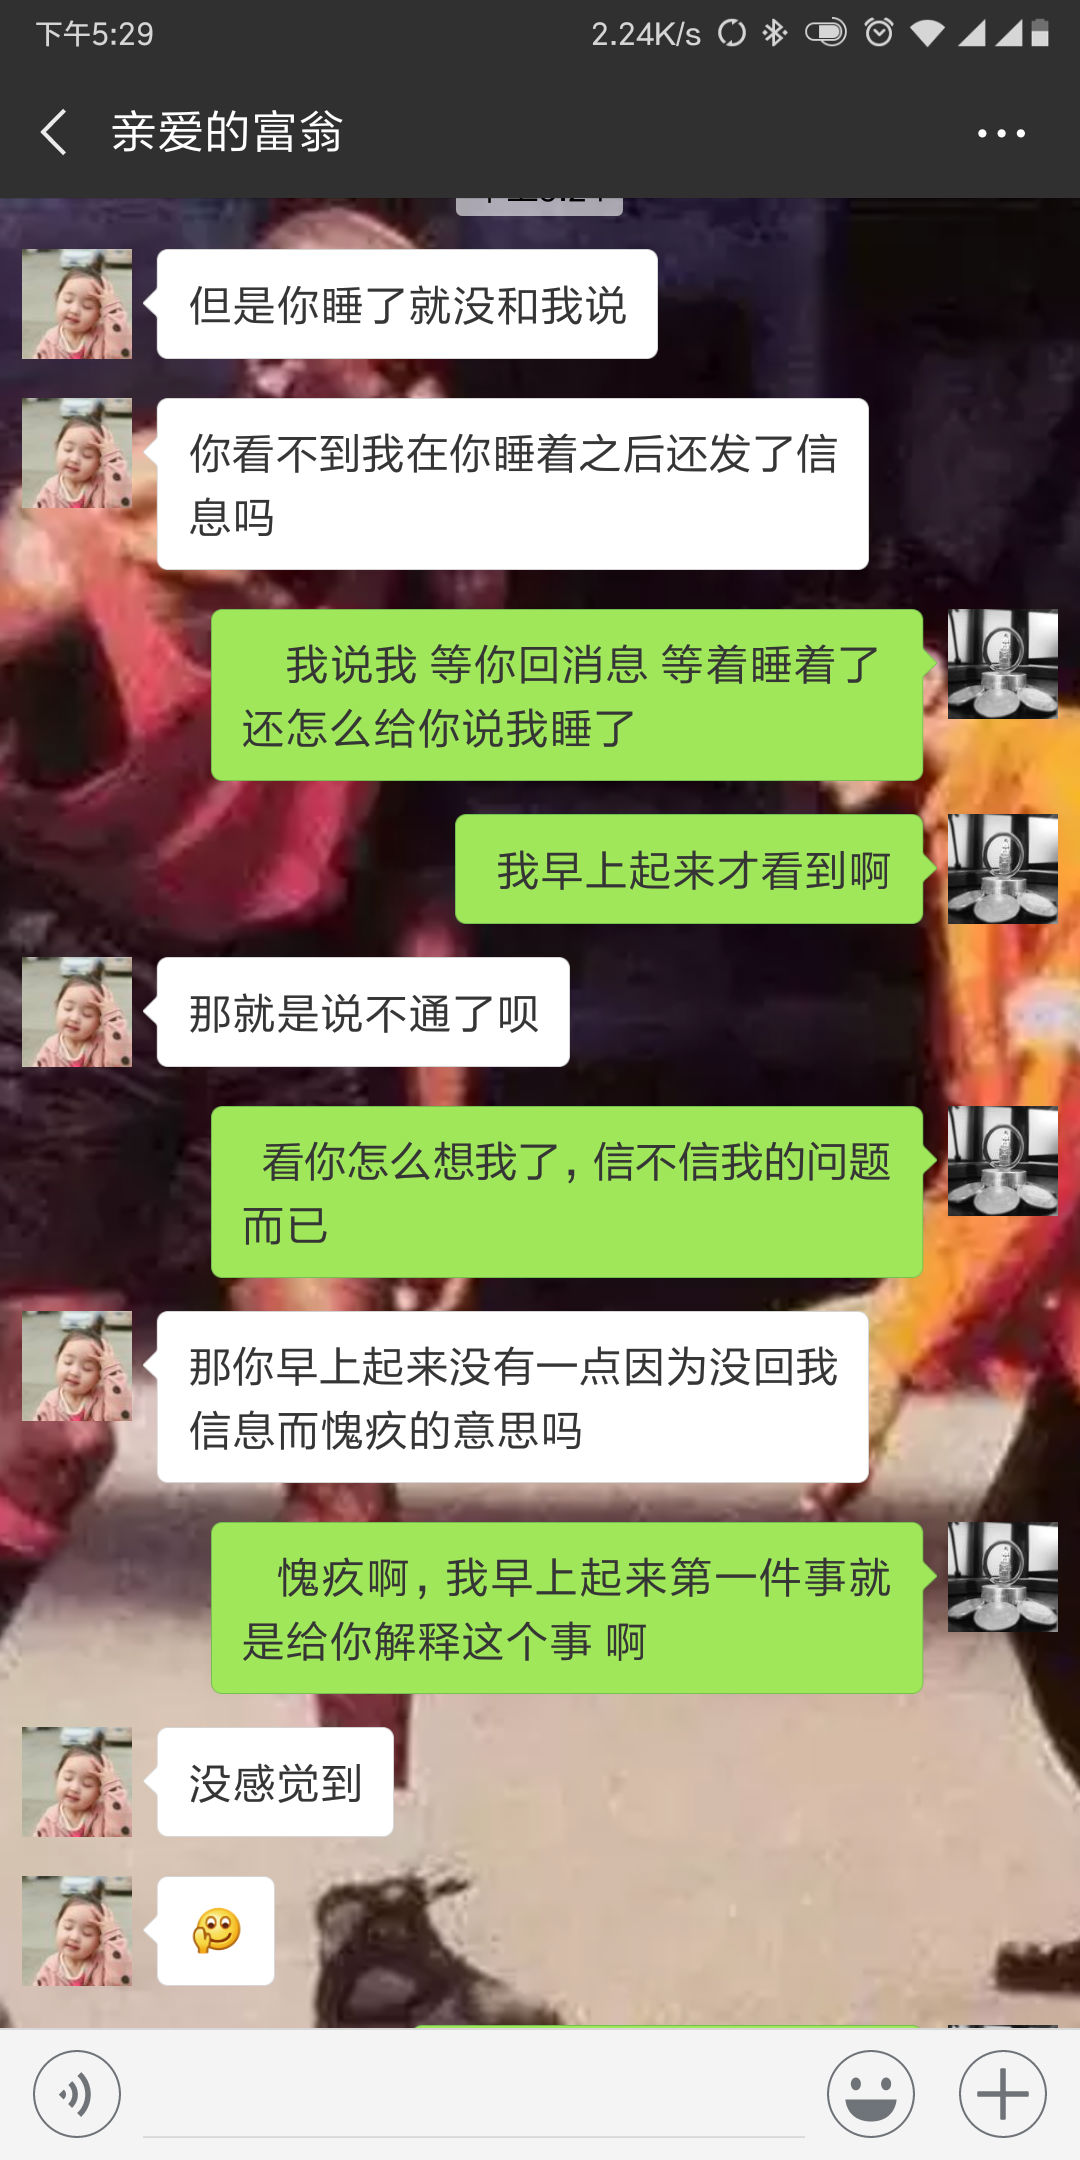 下午5:29
2.24K/s
亲爱的富翁
但是你睡了就没和我说
你看不到我在你睡着之后还发了信
息吗
我说我 等你回消息 等着睡着了
还怎么给你说我睡了
我早上起来才看到啊
那就是说不通了呗
看你怎么想我了，信不信我的问题
而已
那你早上起来没有一点因为没回我
信息而愧疚的意思吗
愧疚啊，我早上起来第一件事就
是给你解释这个事 啊
没感觉到